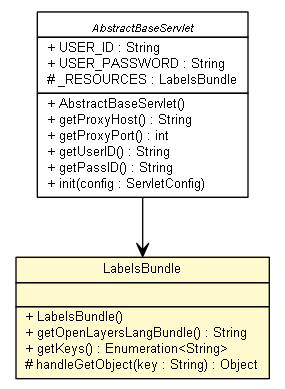 AbstractBaseServlet
+ USER_ID : String
+ USER_PASSWORD : String
# _RESOURCES : LabelsBundle
+ AbstractBaseServlet()
+ getProxyHost() : String
+ getProxyPort() : int
+ getUserID() : String
+ getPassID() : String
+ init(config : ServletConfig)
LabelsBundle
+ LabelsBundle()
+ getOpenLayersLangBundle() : String
+ getKeys() : Enumeration<String>
# handleGetObject(key : String) : Object